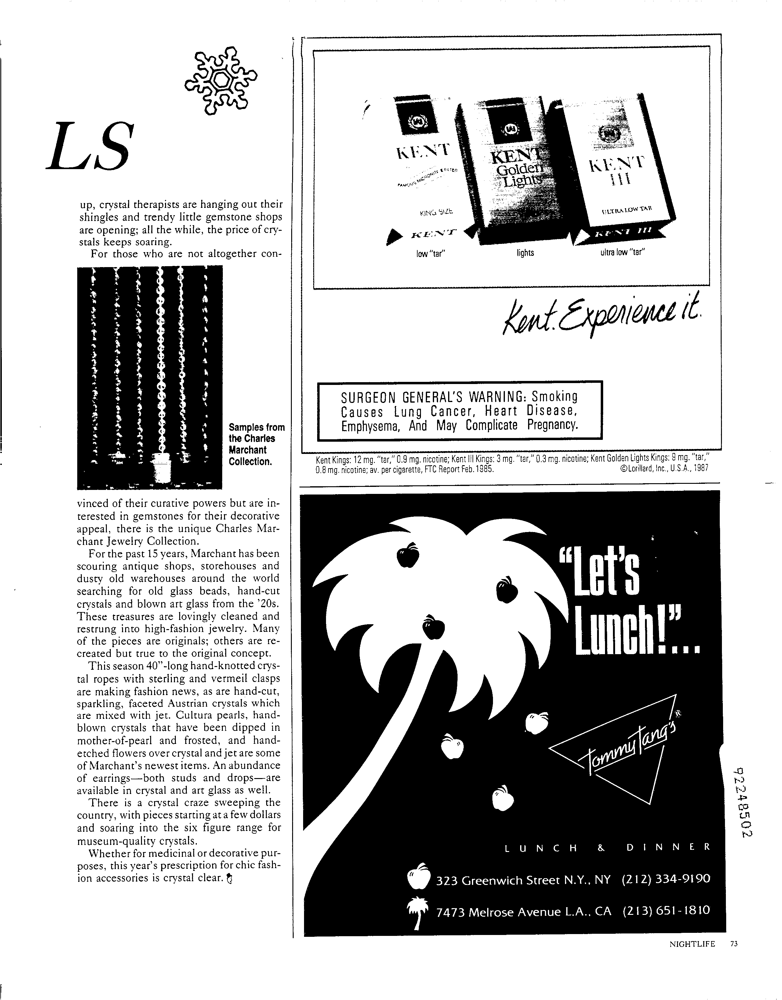 LS
up, crystal therapists are hanging out their
shingles and trendy little gemstone shops
are opening; all the while, the price of cry-
stals keeps soaring.
For those who are not altogether con-
Samples from
the Charles
Marchant
Collection.
vinced of their curative powers but are in-
terested in gemstones for their decorative
appeal, there is the unique Charles Mar-
chant Jewelry Collection.
For the past 15 years, Marchant has been
scouring antique shops, storehouses and
dusty old warehouses around the world
searching for old glass beads, hand-cut
crystals and blown art glass from the '20s.
These treasures are lovingly cleaned and
restrung into high-fashion jewelry. Many
of the pieces are originals; others are re-
created but true to the original concept.
This season 40"-long hand-knotted crys-
tal ropes with sterling and vermeil clasps
are making fashion news, as are hand-cut,
sparkling, faceted Austrian crystals which
are mixed with jet. Cultura pearls, hand-
blown crystals that have been dipped in
mother-of-pearl and frosted, and hand-
etched flowers over crystal and jet are some
of Marchant's newest items. An abundance
of earrings—both studs and drops—are
available in crystal and art glass as well.
There is a crystal craze sweeping the
country, with pieces starting at a few dollars
and soaring into the six figure range for
museum-quality crystals.
Whether for medicinal or decorative pur-
poses, this year's prescription for chic fash-
ion accessories is crystal clear.
KENT
KING SIZE
KENT
low "tar"
KENT
Golden
Lights
lights
KENT
III
ULTRA LOW TAR
KENT III
ultra low "tar"
Kent. Experience it.
SURGEON GENERAL'S WARNING: Smoking
Causes Lung Cancer, Heart Disease,
Emphysema, And May Complicate Pregnancy.
Kent Kings: 12 mg. "tar," 0.9 mg. nicotine; Kent III Kings: 3 mg. "tar," 0.3 mg. nicotine; Kent Golden Lights Kings: 9 mg. "tar,"
0.8 mg. nicotine; av. per cigarette, FTC Report Feb. 1985.
©Lorillard, Inc., U.S.A., 1987
"Let's
Lunch!"...
Tommy Tang's®
LUNCH & DINNER
323 Greenwich Street N.Y., NY (212) 334-9190
7473 Melrose Avenue L.A., CA (213) 651-1810
92248502
NIGHTLIFE 73